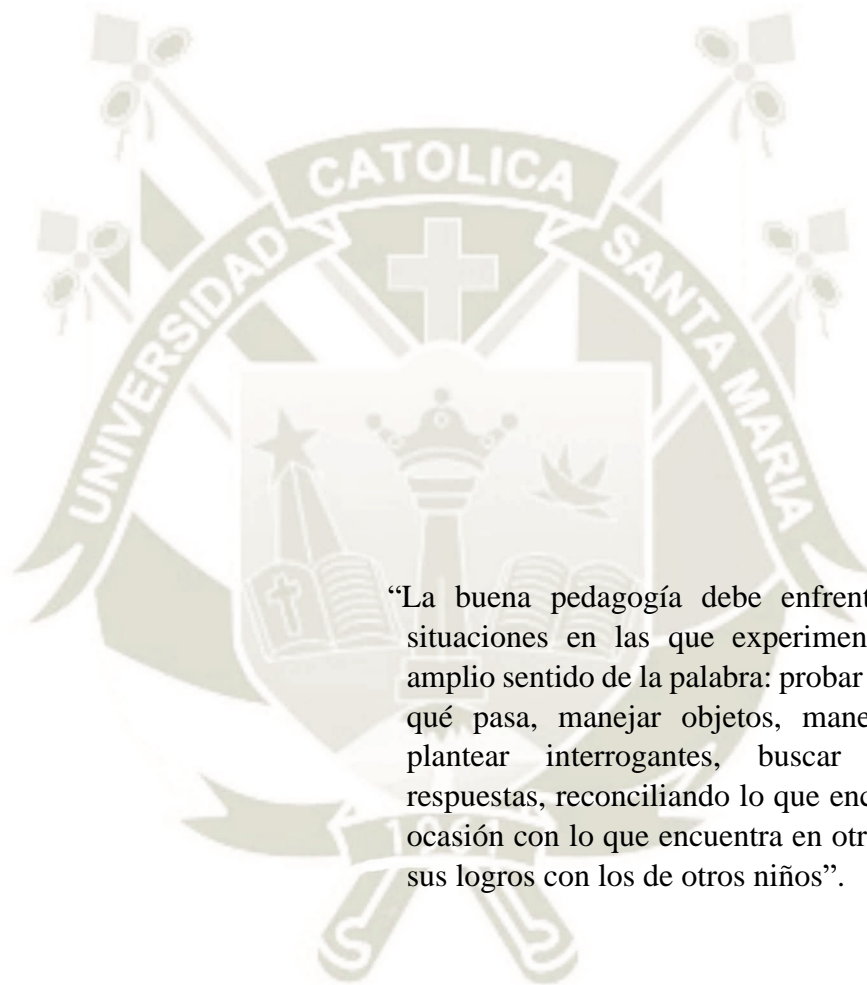 UNIVERSIDAD CATOLICA SANTA MARIA
“La buena pedagogía debe enfrent
situaciones en las que experimen
amplio sentido de la palabra: probar
qué pasa, manejar objetos, mane
plantear interrogantes, buscar
respuestas, reconciliando lo que enc
ocasión con lo que encuentra en otr
sus logros con los de otros niños”.